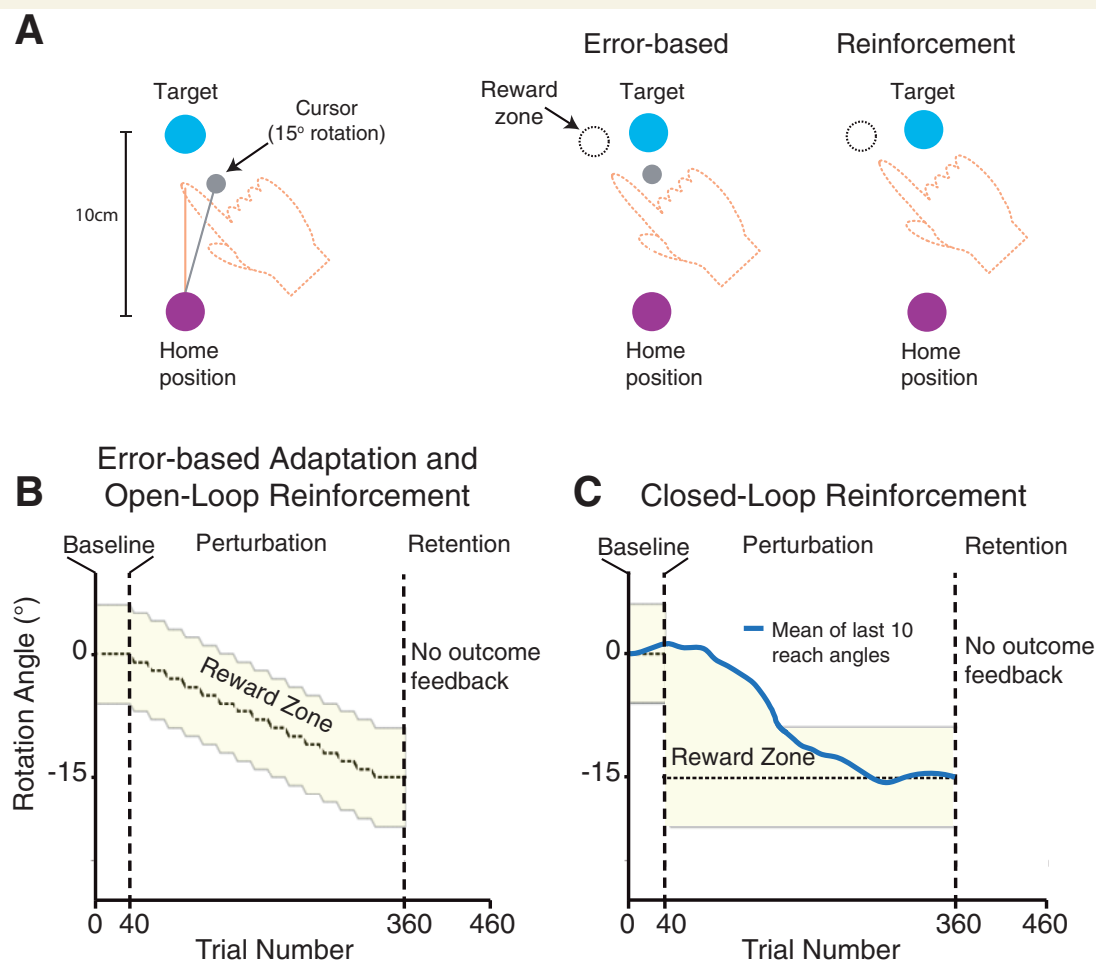 A
Target
Cursor
(15° rotation)
10cm
Home
position
Error-based
Reward
zone
Target
Home
position
Reinforcement
Target
Home
position
B
Error-based Adaptation and
Open-Loop Reinforcement
Baseline
Perturbation
Retention
Rotation Angle (°)
0
-15
Reward Zone
No outcome
feedback
0 40 360 460
Trial Number
C
Closed-Loop Reinforcement
Baseline
Perturbation
Retention
0
-15
Mean of last 10
reach angles
Reward Zone
No outcome
feedback
0 40 360 460
Trial Number